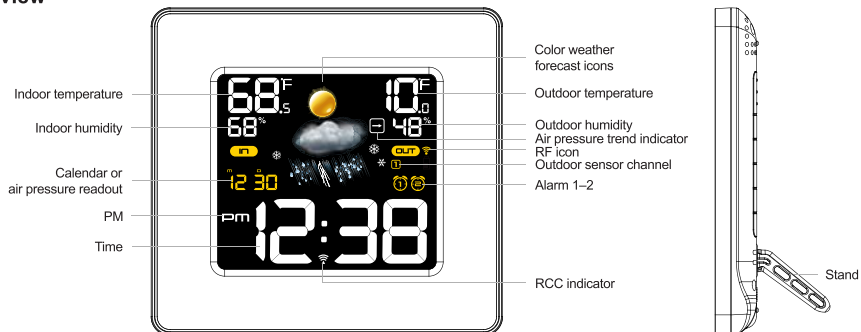 view
Indoor temperature
Indoor humidity
Calendar or
air pressure readout
PM
Time
68.5 °F
68%
IN
m d
12 30
PM
12:38
10.0 °F
48%
OUT
1
1 2
Color weather
forecast icons
Outdoor temperature
Outdoor humidity
Air pressure trend indicator
RF icon
Outdoor sensor channel
Alarm 1–2
RCC indicator
Stand